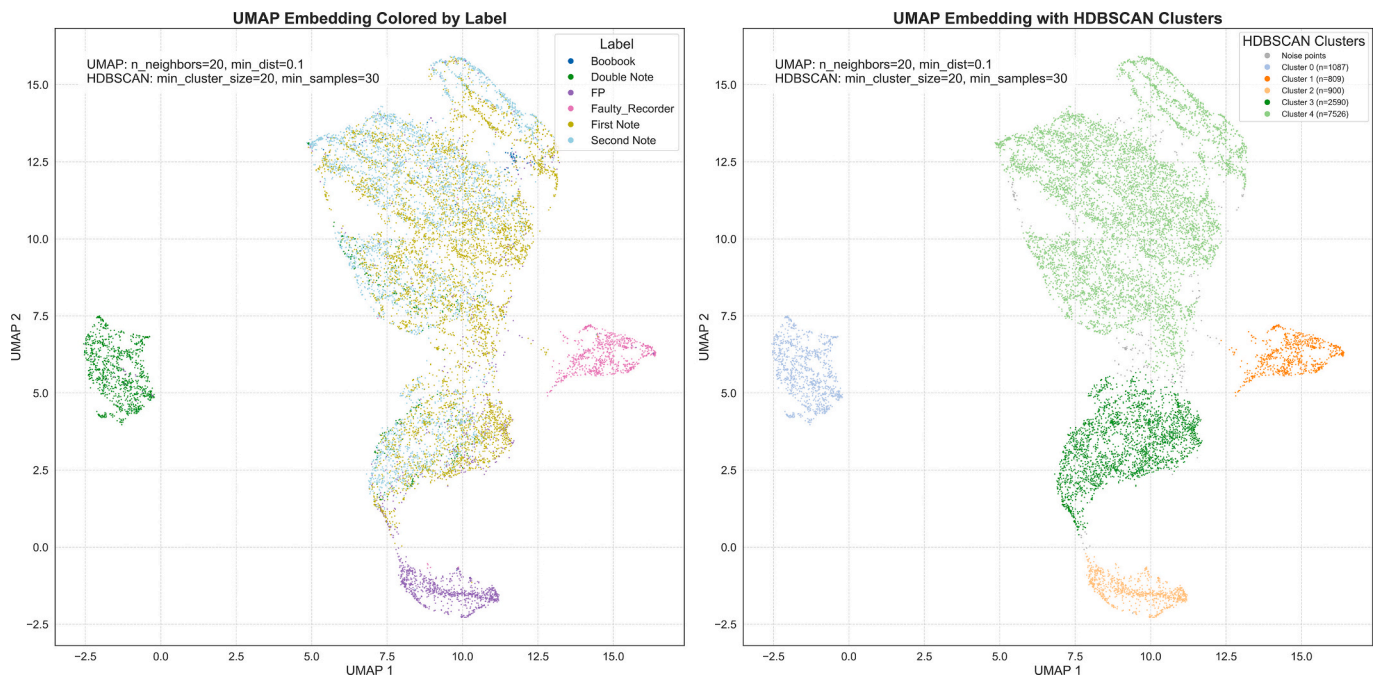 UMAP Embedding Colored by Label
UMAP: n_neighbors=20, min_dist=0.1
HDBSCAN: min_cluster_size=20, min_samples=30
Label
Boobook
Double Note
FP
Faulty_Recorder
First Note
Second Note
15.0
12.5
10.0
7.5
5.0
2.5
0.0
−2.5
UMAP 2
−2.5
0.0
2.5
5.0
7.5
10.0
12.5
15.0
UMAP 1
UMAP Embedding with HDBSCAN Clusters
UMAP: n_neighbors=20, min_dist=0.1
HDBSCAN: min_cluster_size=20, min_samples=30
HDBSCAN Clusters
Noise points
Cluster 0 (n=1087)
Cluster 1 (n=809)
Cluster 2 (n=900)
Cluster 3 (n=2590)
Cluster 4 (n=7526)
15.0
12.5
10.0
7.5
5.0
2.5
0.0
−2.5
UMAP 2
−2.5
0.0
2.5
5.0
7.5
10.0
12.5
15.0
UMAP 1